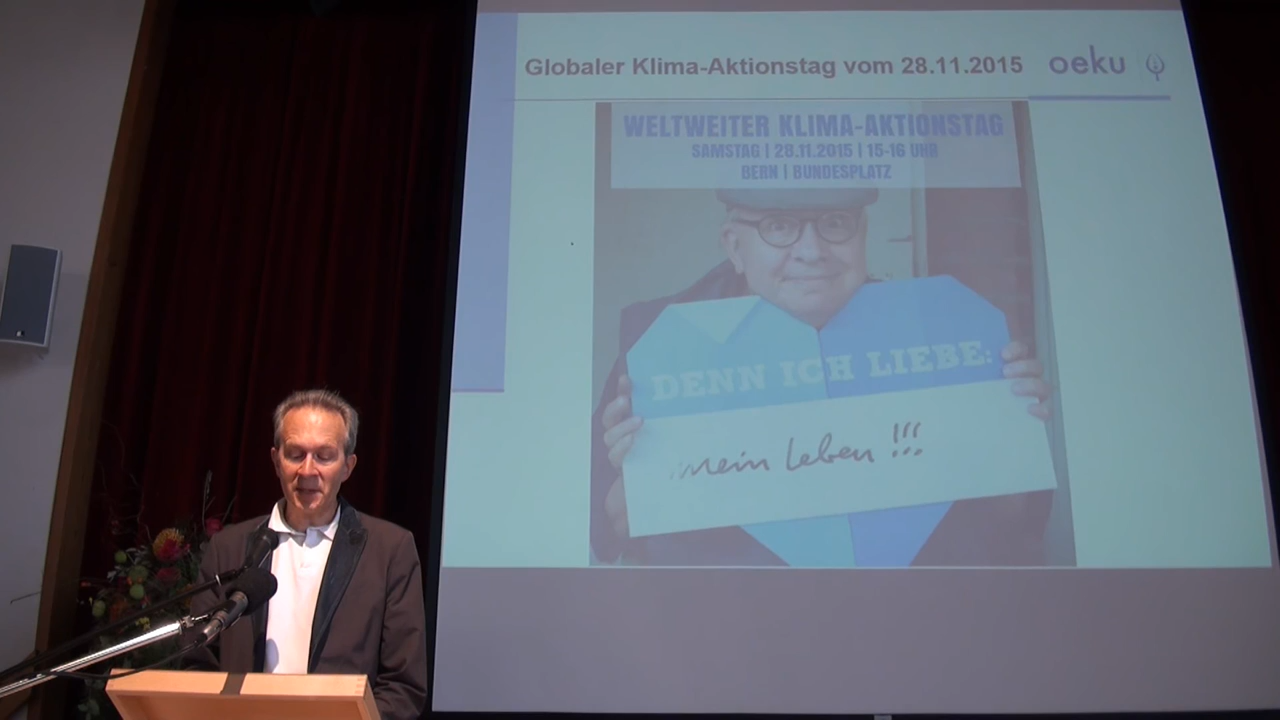 Globaler Klima-Aktionstag vom 28.11.2015
oeku
WELTWEITER KLIMA-AKTIONSTAG
SAMSTAG | 28.11.2015 | 15-16 UHR
BERN | BUNDESPLATZ
DENN ICH LIEBE:
mein Leben !!!